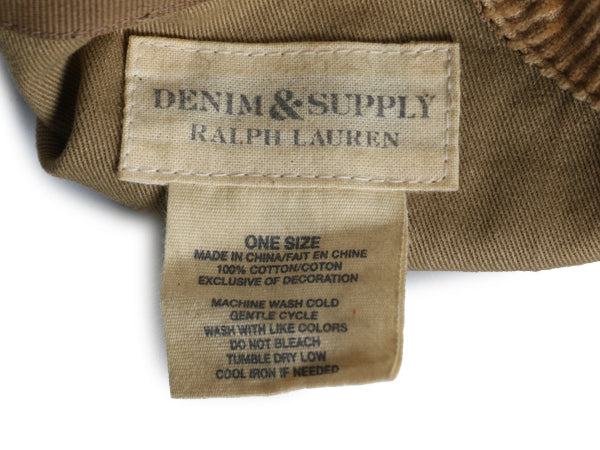 DENIM & SUPPLY
RALPH LAUREN
ONE SIZE
MADE IN CHINA/FAIT EN CHINE
100% COTTON/COTON
EXCLUSIVE OF DECORATION
MACHINE WASH COLD
GENTLE CYCLE
WASH WITH LIKE COLORS
DO NOT BLEACH
TUMBLE DRY LOW
COOL IRON IF NEEDED